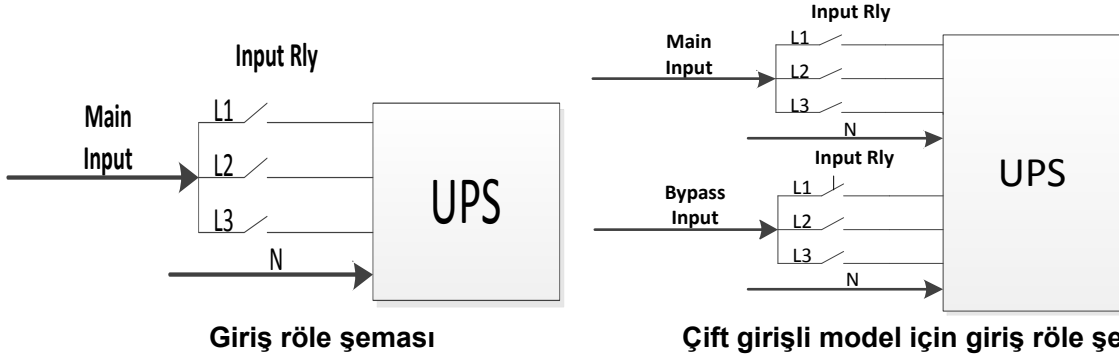 Input Rly
Main
Input
L1
L2
L3
N
UPS
Giriş röle şeması
Input Rly
Main
Input
L1
L2
L3
N
Input Rly
Bypass
Input
L1
L2
L3
N
UPS
Çift girişli model için giriş röle